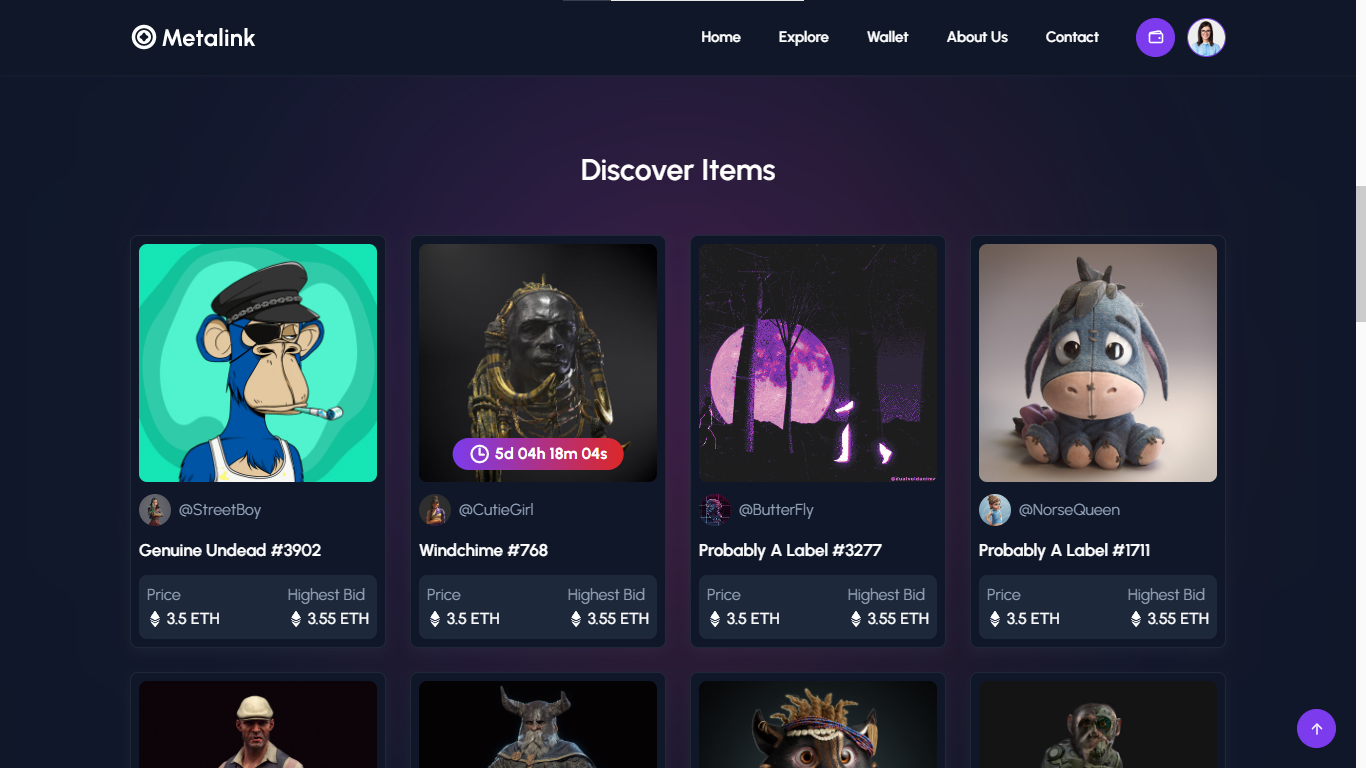 Metalink
Home Explore Wallet About Us Contact
Discover Items
5d 04h 18m 04s
@StreetBoy
@CutieGirl
@ButterFly
@NorseQueen
Genuine Undead #3902
Windchime #768
Probably A Label #3277
Probably A Label #1711
Price Highest Bid
3.5 ETH 3.55 ETH
Price Highest Bid
3.5 ETH 3.55 ETH
Price Highest Bid
3.5 ETH 3.55 ETH
Price Highest Bid
3.5 ETH 3.55 ETH